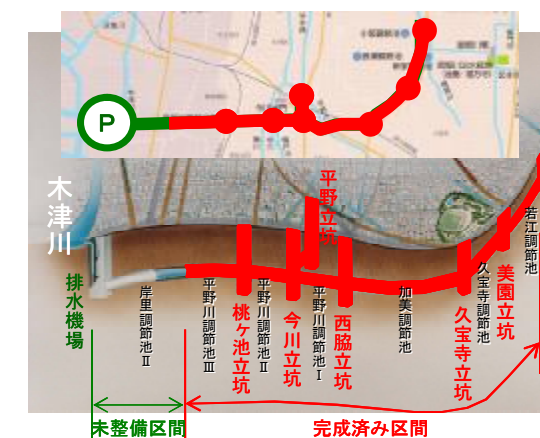 P
木津川
平野立坑
若江調節池
排水機場
岸里調節池Ⅱ
平野川調節池Ⅲ
桃ヶ池立坑
平野川調節池Ⅱ
今川立坑
平野川調節池Ⅰ
西脇立坑
加美調節池
久宝寺立坑
久宝寺調節池
美園立坑
未整備区間
完成済み区間